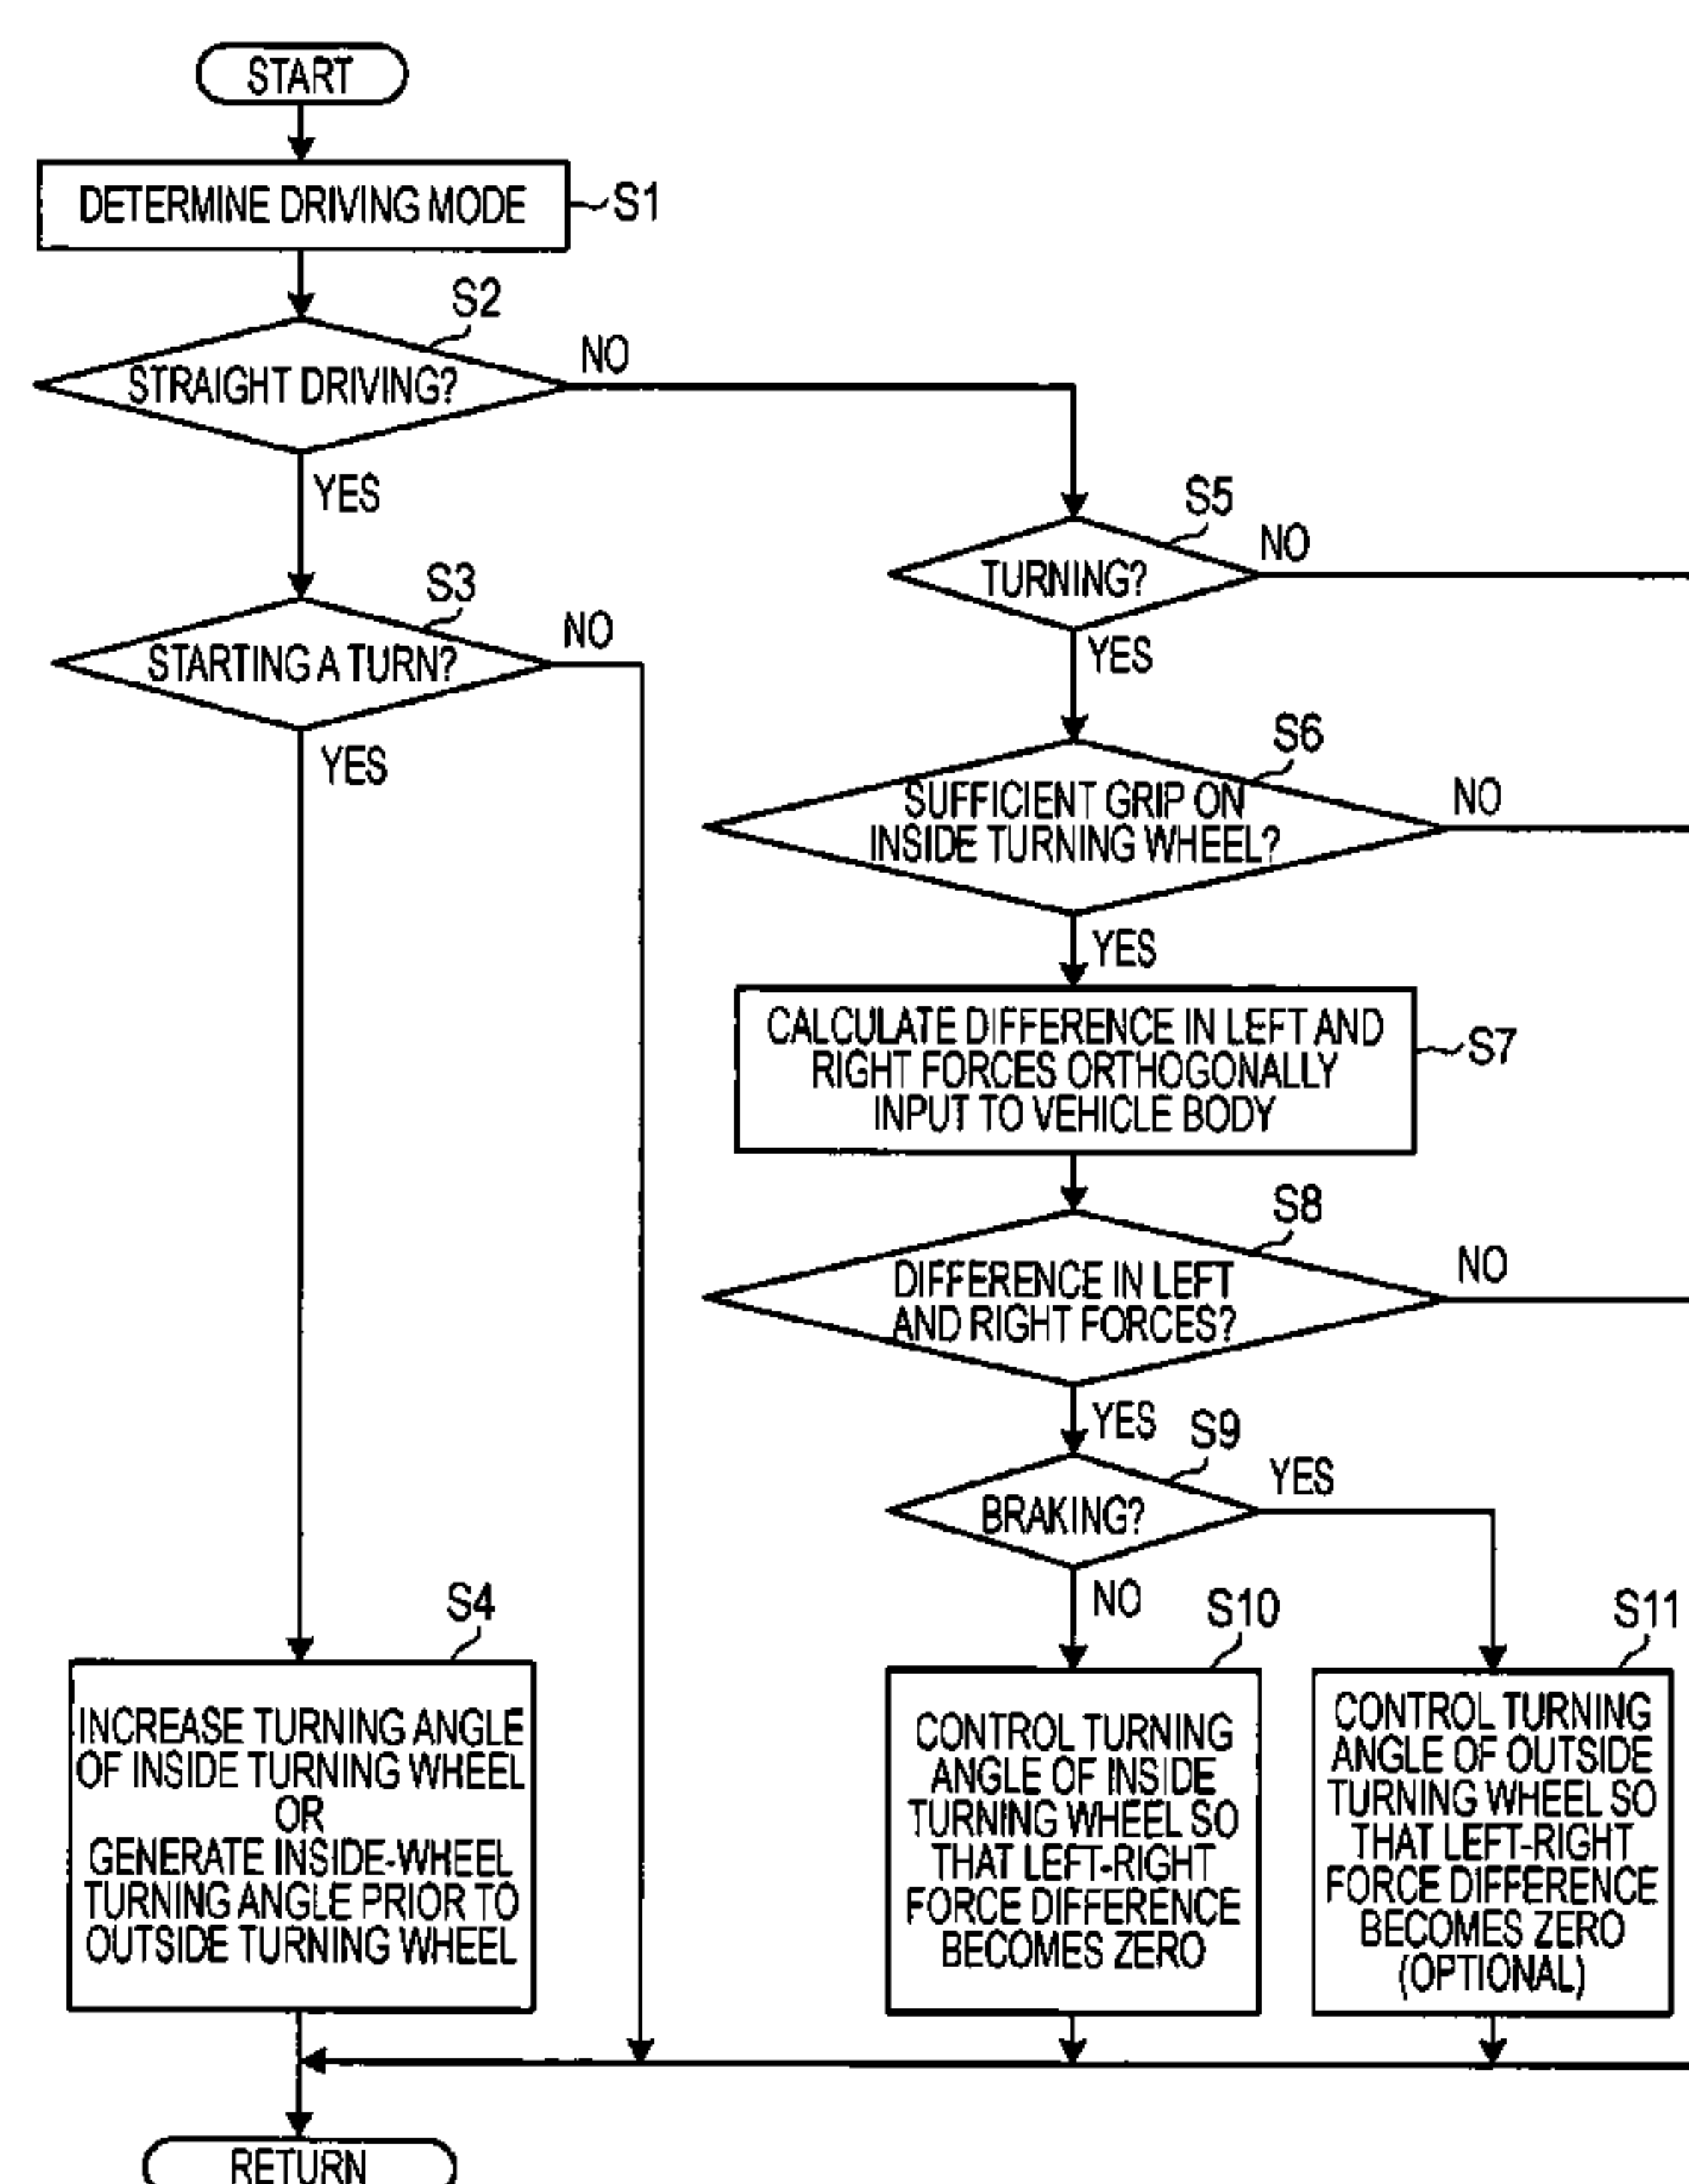 START
DETERMINE DRIVING MODE
S1
S2
STRAIGHT DRIVING?
NO
YES
S3
STARTING A TURN?
NO
YES
S4
INCREASE TURNING ANGLE
OF INSIDE TURNING WHEEL
OR
GENERATE INSIDE-WHEEL
TURNING ANGLE PRIOR TO
OUTSIDE TURNING WHEEL
S5
TURNING?
NO
YES
S6
SUFFICIENT GRIP ON
INSIDE TURNING WHEEL?
NO
YES
CALCULATE DIFFERENCE IN LEFT AND
RIGHT FORCES ORTHOGONALLY
INPUT TO VEHICLE BODY
S7
S8
DIFFERENCE IN LEFT
AND RIGHT FORCES?
NO
YES
S9
BRAKING?
YES
NO
S10
CONTROL TURNING
ANGLE OF INSIDE
TURNING WHEEL SO
THAT LEFT-RIGHT
FORCE DIFFERENCE
BECOMES ZERO
S11
CONTROL TURNING
ANGLE OF OUTSIDE
TURNING WHEEL SO
THAT LEFT-RIGHT
FORCE DIFFERENCE
BECOMES ZERO
(OPTIONAL)
RETURN